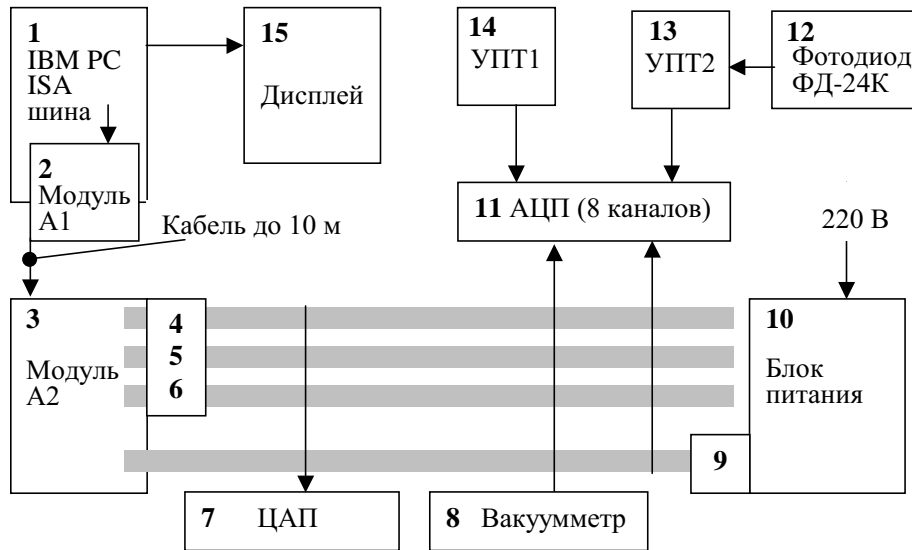 1
IBM PC
ISA
шина
15
Дисплей
14
УПТ1
13
УПТ2
12
Фотодиод
ФД-24К
2
Модуль
А1
11 АЦП (8 каналов)
Кабель до 10 м
220 В
3
Модуль
А2
4
5
6
10
Блок
питания
9
7 ЦАП
8 Вакуумметр